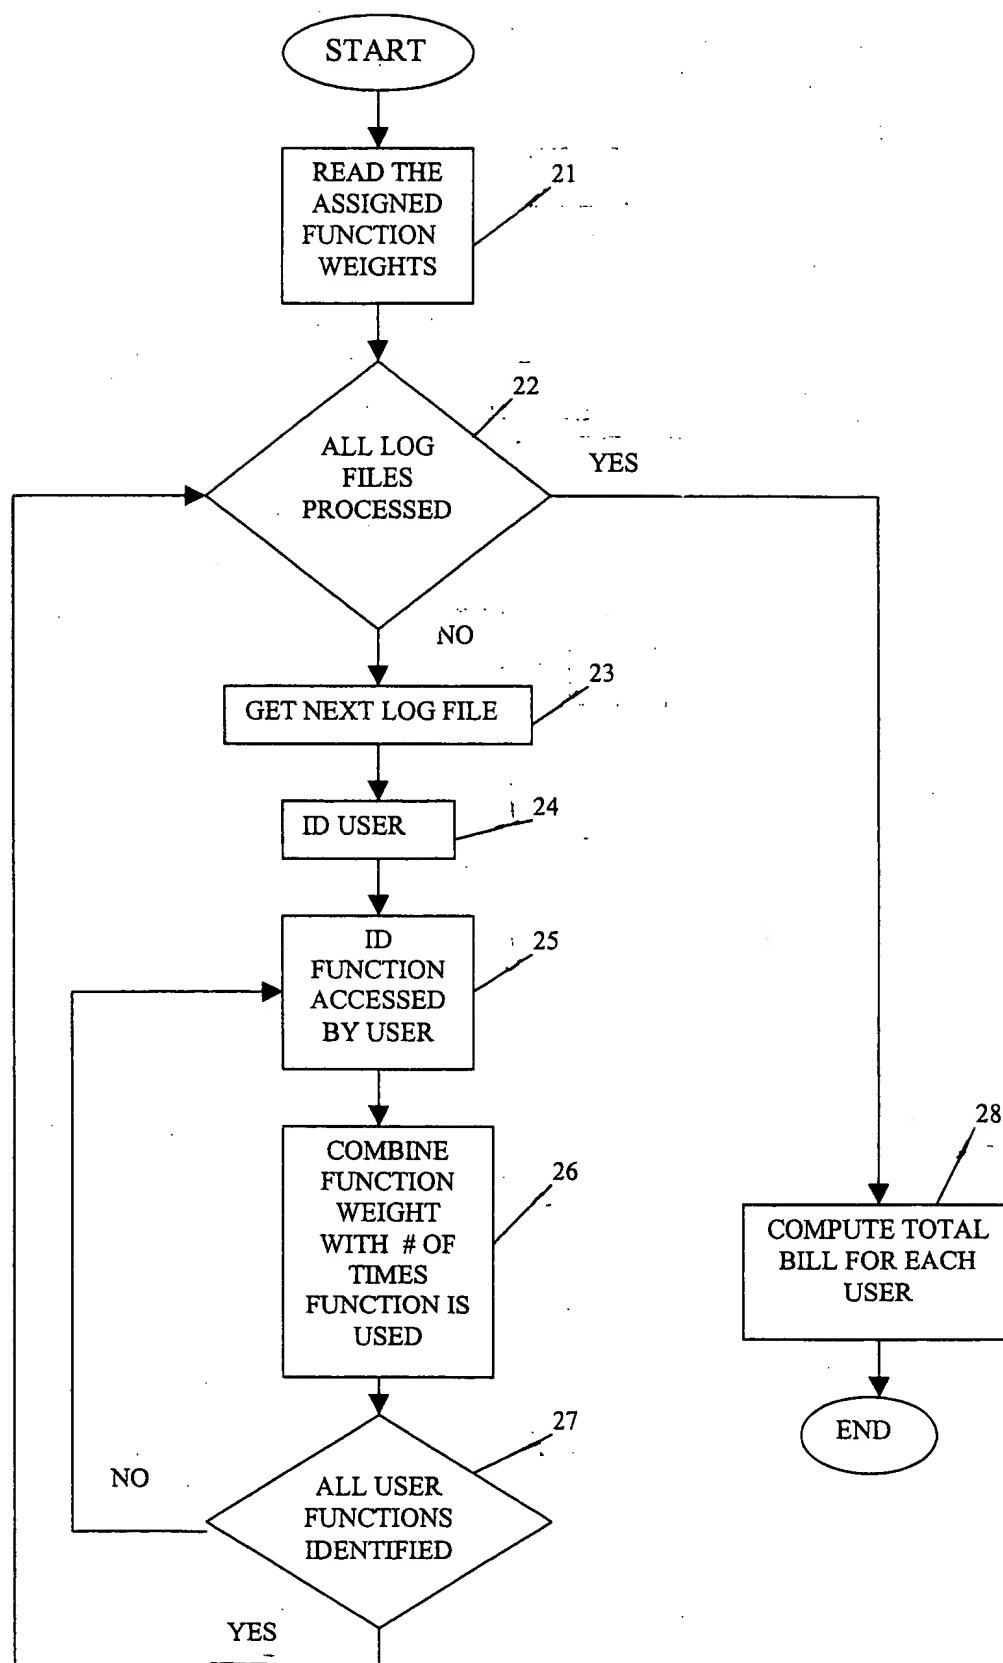 START
READ THE
ASSIGNED
FUNCTION
WEIGHTS
21
22
ALL LOG
FILES
PROCESSED
YES
NO
23
GET NEXT LOG FILE
24
ID USER
25
ID
FUNCTION
ACCESSED
BY USER
26
COMBINE
FUNCTION
WEIGHT
WITH # OF
TIMES
FUNCTION IS
USED
28
COMPUTE TOTAL
BILL FOR EACH
USER
END
27
NO
ALL USER
FUNCTIONS
IDENTIFIED
YES